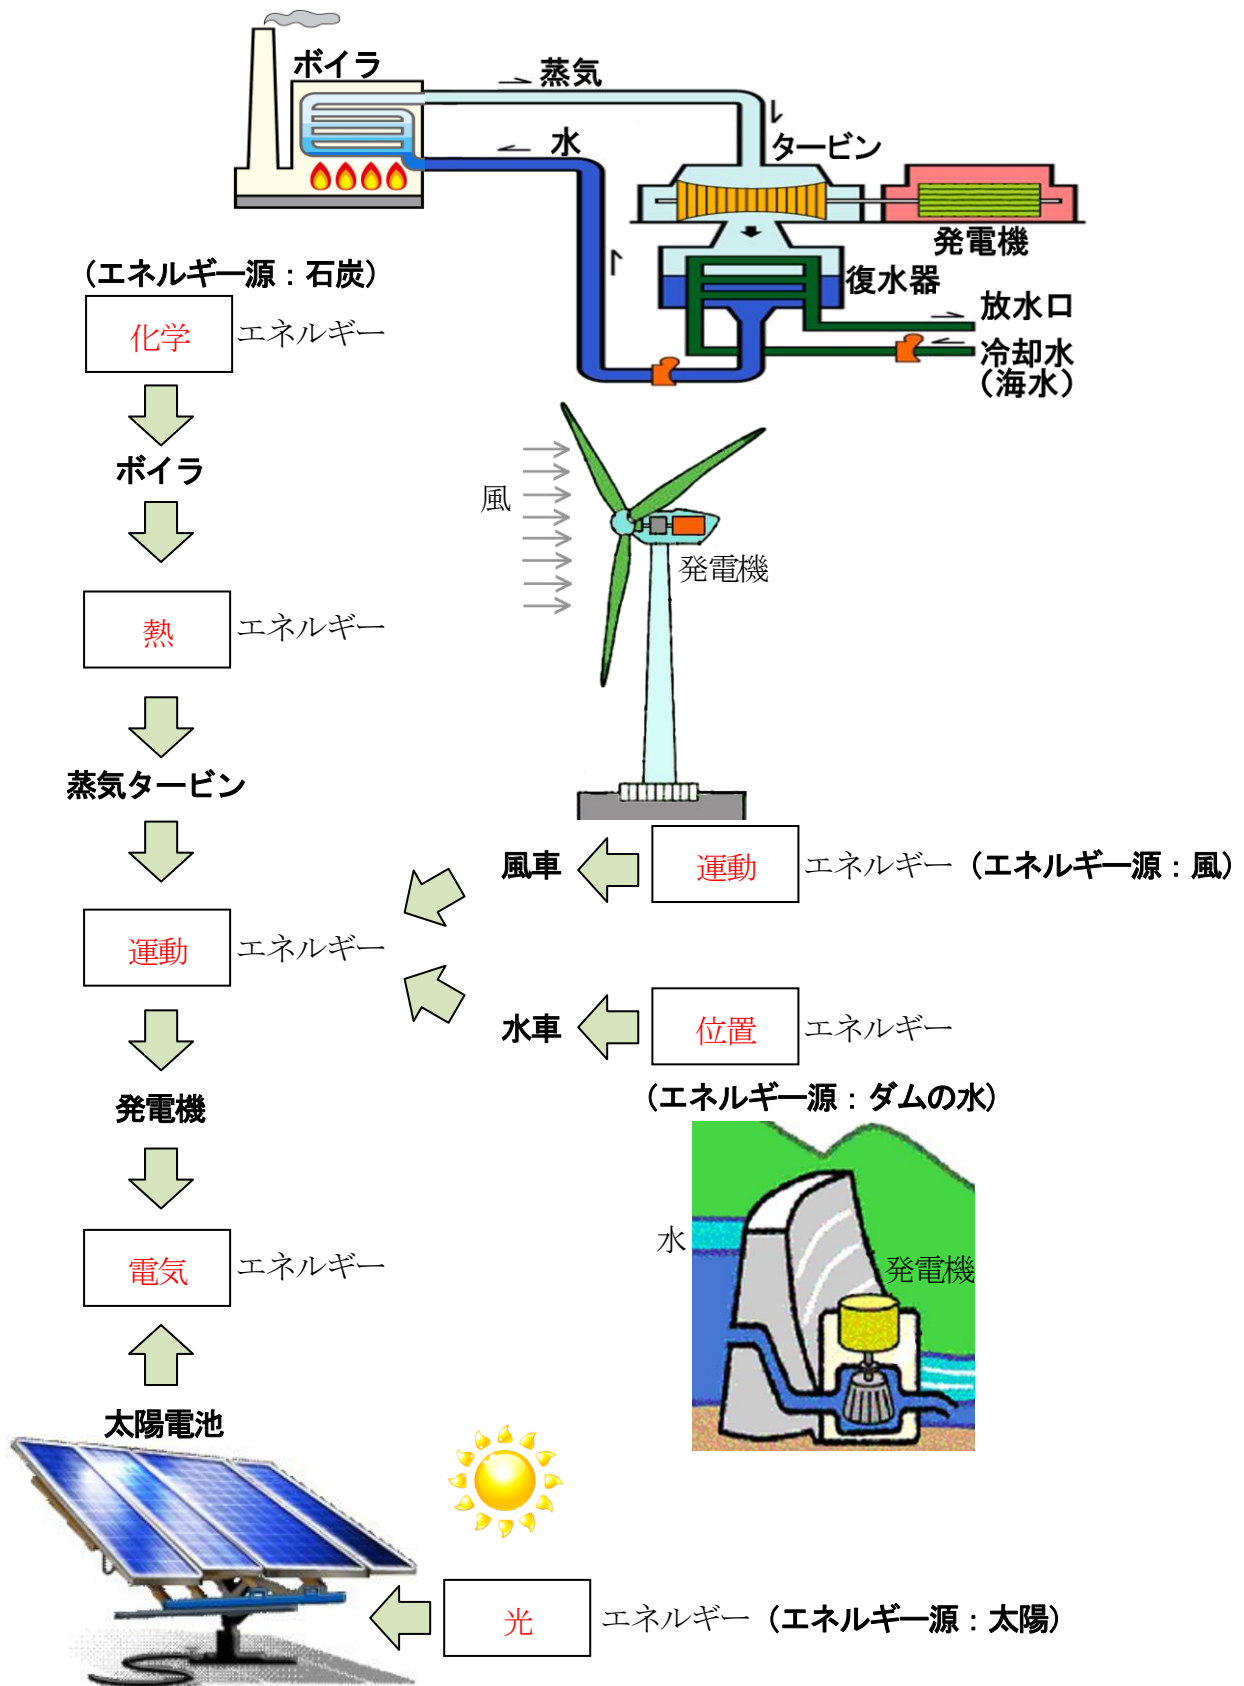 ボイラ
蒸気
水
タービン
発電機
復水器
放水口
冷却水
（海水）
（エネルギー源：石炭）
化学 エネルギー
ボイラ
熱 エネルギー
蒸気タービン
運動 エネルギー
発電機
電気 エネルギー
太陽電池
風
発電機
風車 運動 エネルギー （エネルギー源：風）
水車 位置 エネルギー
（エネルギー源：ダムの水）
水
発電機
光 エネルギー （エネルギー源：太陽）